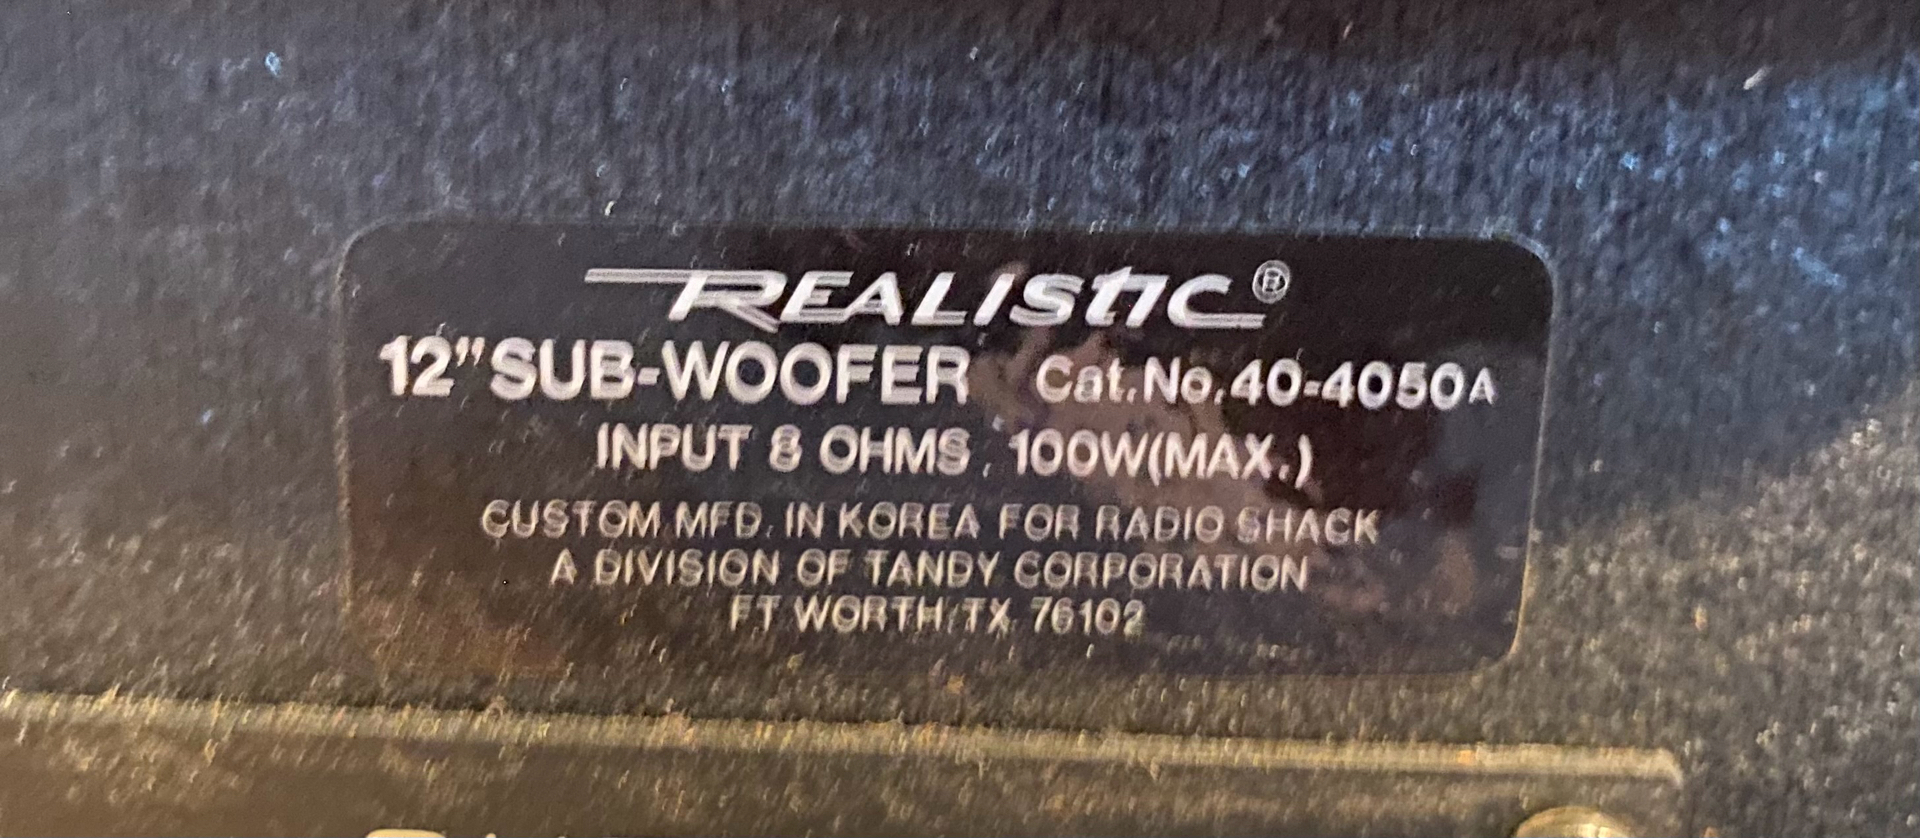 REALISTIC®
12" SUB-WOOFER Cat.No.40-4050A
INPUT 8 OHMS, 100W(MAX.)
CUSTOM MFD. IN KOREA FOR RADIO SHACK
A DIVISION OF TANDY CORPORATION
FT WORTH, TX 76102